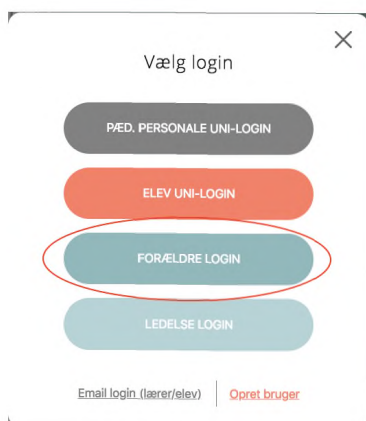 Vælg login
PÆD. PERSONALE UNI-LOGIN
ELEV UNI-LOGIN
FORÆLDRE LOGIN
LEDELSE LOGIN
Email login (lærer/elev) Opret bruger